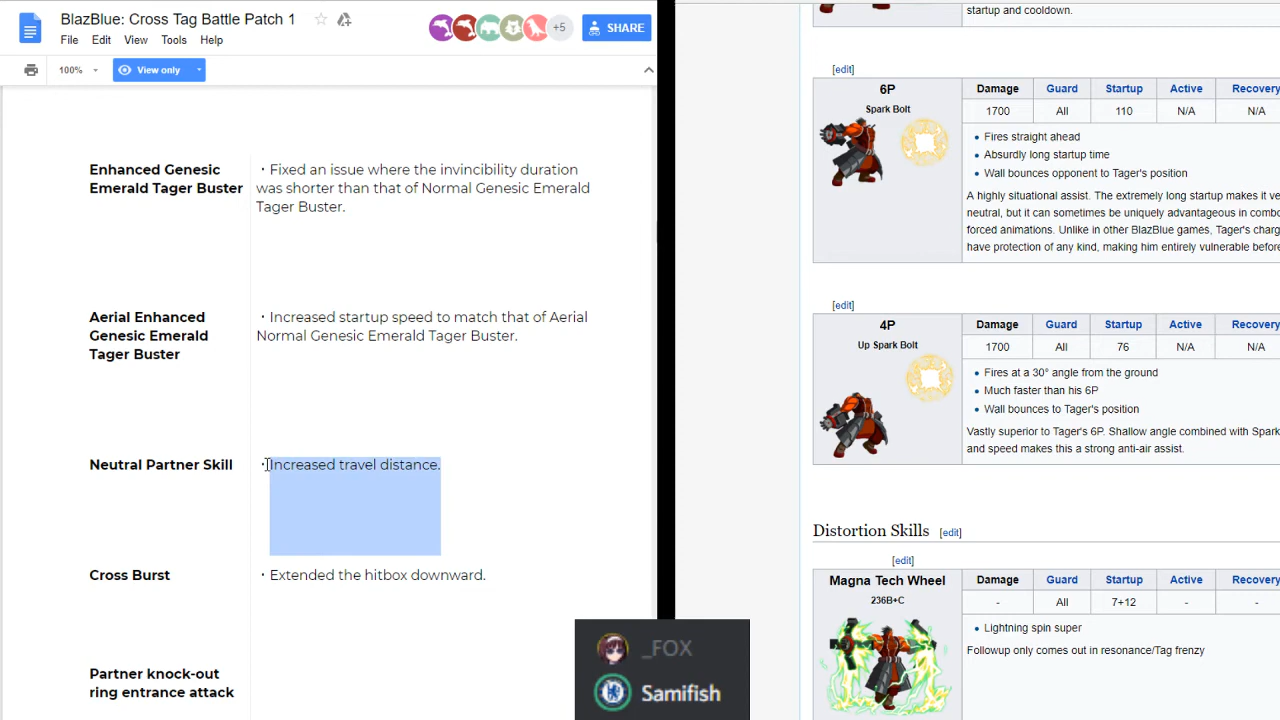 BlazBlue: Cross Tag Battle Patch 1
File Edit View Tools Help
+5
SHARE
100%
View only
Enhanced Genesic
Emerald Tager Buster
・Fixed an issue where the invincibility duration
was shorter than that of Normal Genesic Emerald
Tager Buster.
Aerial Enhanced
Genesic Emerald
Tager Buster
・Increased startup speed to match that of Aerial
Normal Genesic Emerald Tager Buster.
Neutral Partner Skill
・Increased travel distance.
Cross Burst
・Extended the hitbox downward.
Partner knock-out
ring entrance attack
startup and cooldown.
[edit]
6P
Spark Bolt
Damage Guard Startup Active Recovery
1700 All 110 N/A N/A
Fires straight ahead
Absurdly long startup time
Wall bounces opponent to Tager's position
A highly situational assist. The extremely long startup makes it ve
neutral, but it can sometimes be uniquely advantageous in combo
forced animations. Unlike in other BlazBlue games, Tager's charg
have protection of any kind, making him entirely vulnerable before
[edit]
4P
Up Spark Bolt
Damage Guard Startup Active Recovery
1700 All 76 N/A N/A
Fires at a 30° angle from the ground
Much faster than his 6P
Wall bounces to Tager's position
Vastly superior to Tager's 6P. Shallow angle combined with Spark
and speed makes this a strong anti-air assist.
Distortion Skills [edit]
[edit]
Magna Tech Wheel
236B+C
Damage Guard Startup Active Recovery
- All 7+12 - -
Lightning spin super
Followup only comes out in resonance/Tag frenzy
_FOX
Samifish